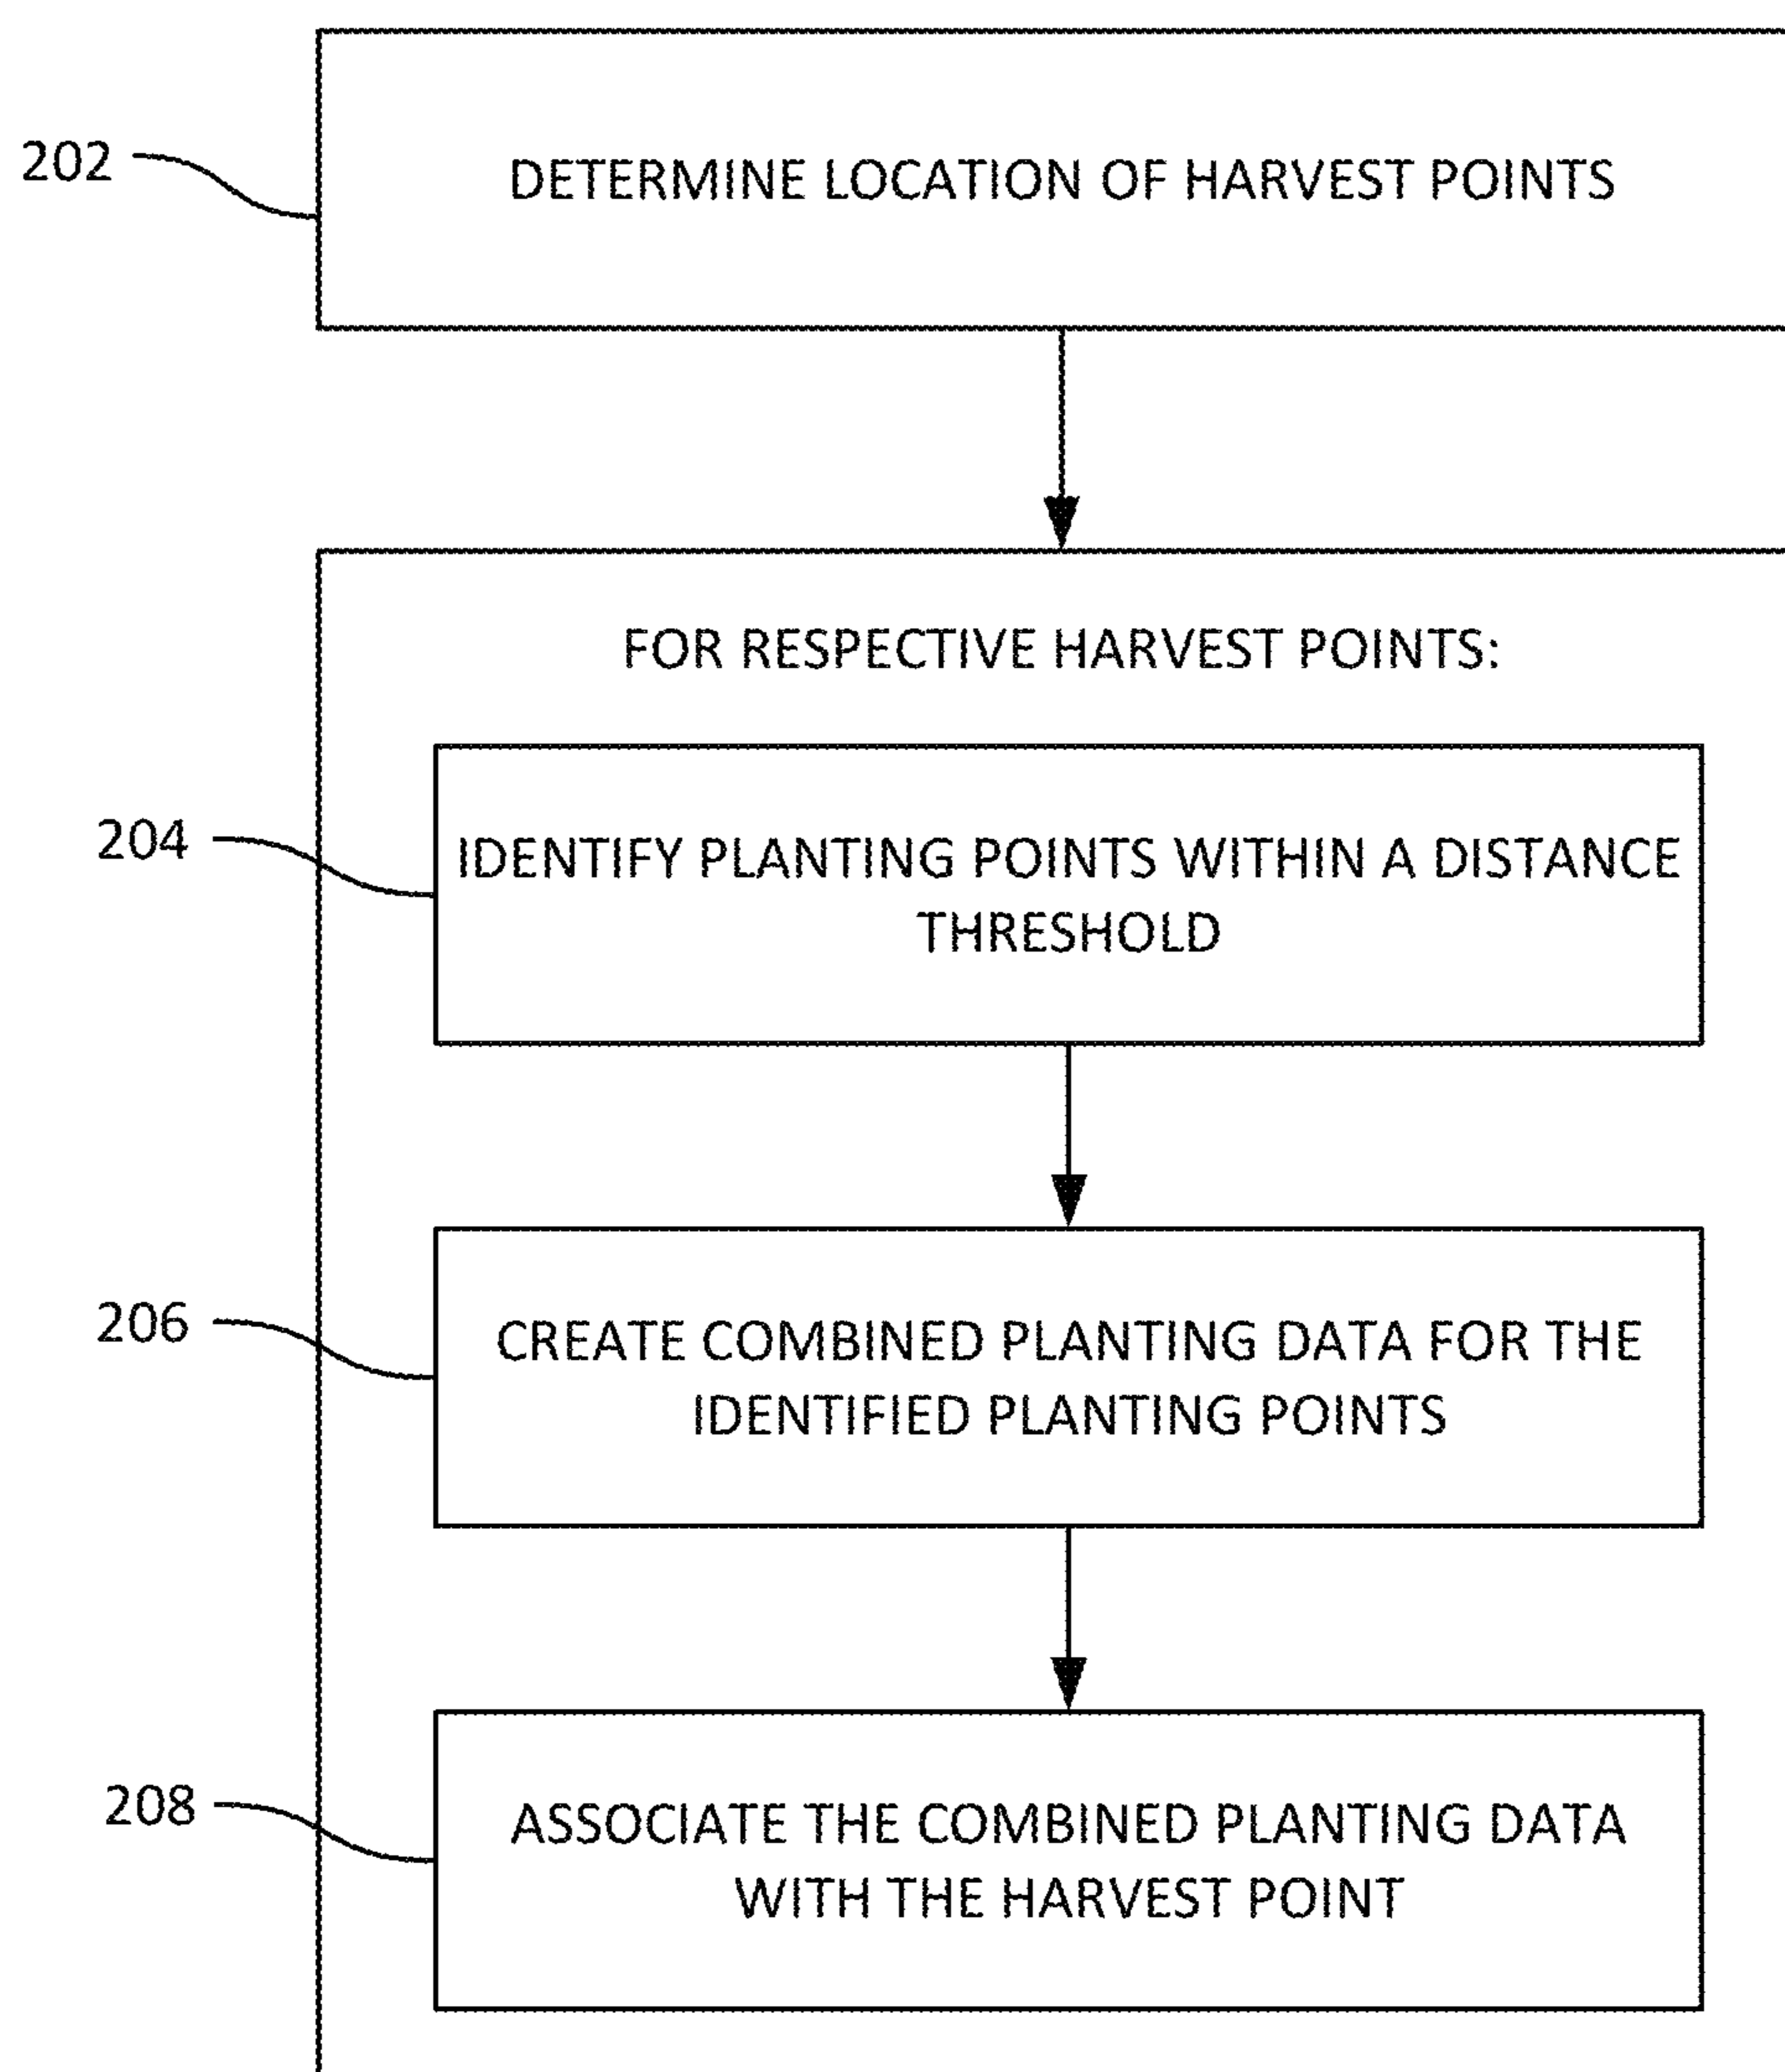 202
DETERMINE LOCATION OF HARVEST POINTS
FOR RESPECTIVE HARVEST POINTS:
204
IDENTIFY PLANTING POINTS WITHIN A DISTANCE
THRESHOLD
206
CREATE COMBINED PLANTING DATA FOR THE
IDENTIFIED PLANTING POINTS
208
ASSOCIATE THE COMBINED PLANTING DATA
WITH THE HARVEST POINT